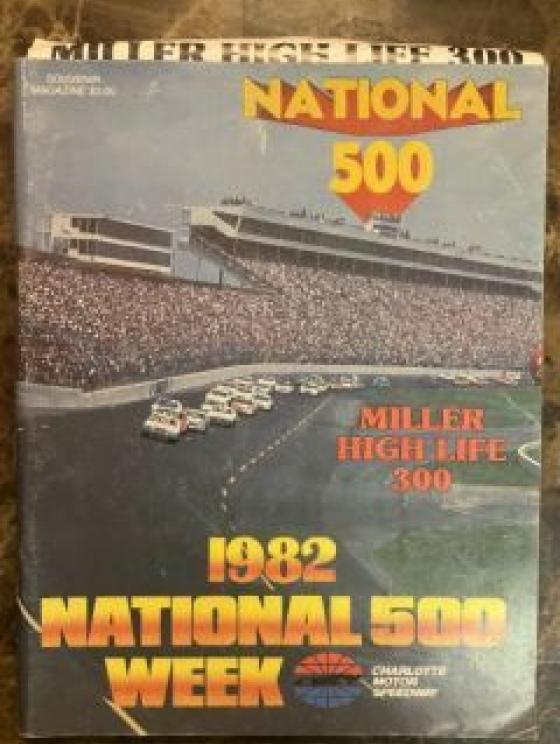 MILLER HIGH LIFE 300
SOUVENIR
MAGAZINE $3.00
NATIONAL
500
MILLER
HIGH LIFE
300
1982
NATIONAL 500
WEEK
CHARLOTTE
MOTOR
SPEEDWAY